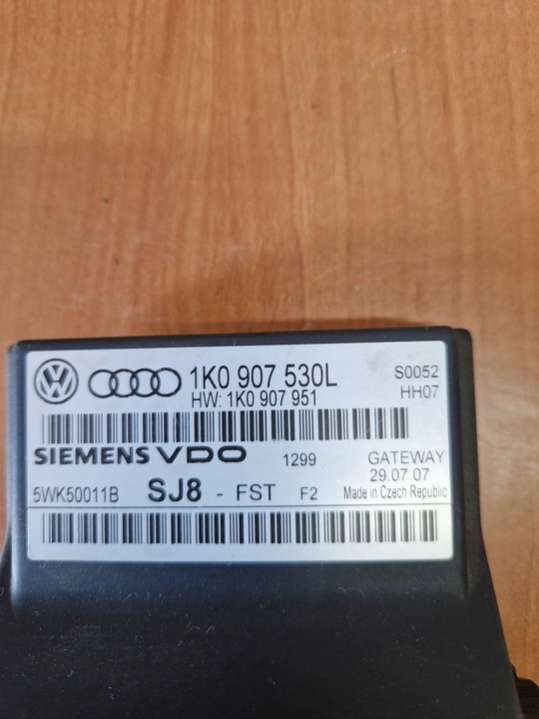 1K0 907 530L S0052
HW: 1K0 907 951 HH07
SIEMENS VDO 1299 GATEWAY
29.07.07
5WK50011B SJ8 - FST F2 Made in Czech Republic